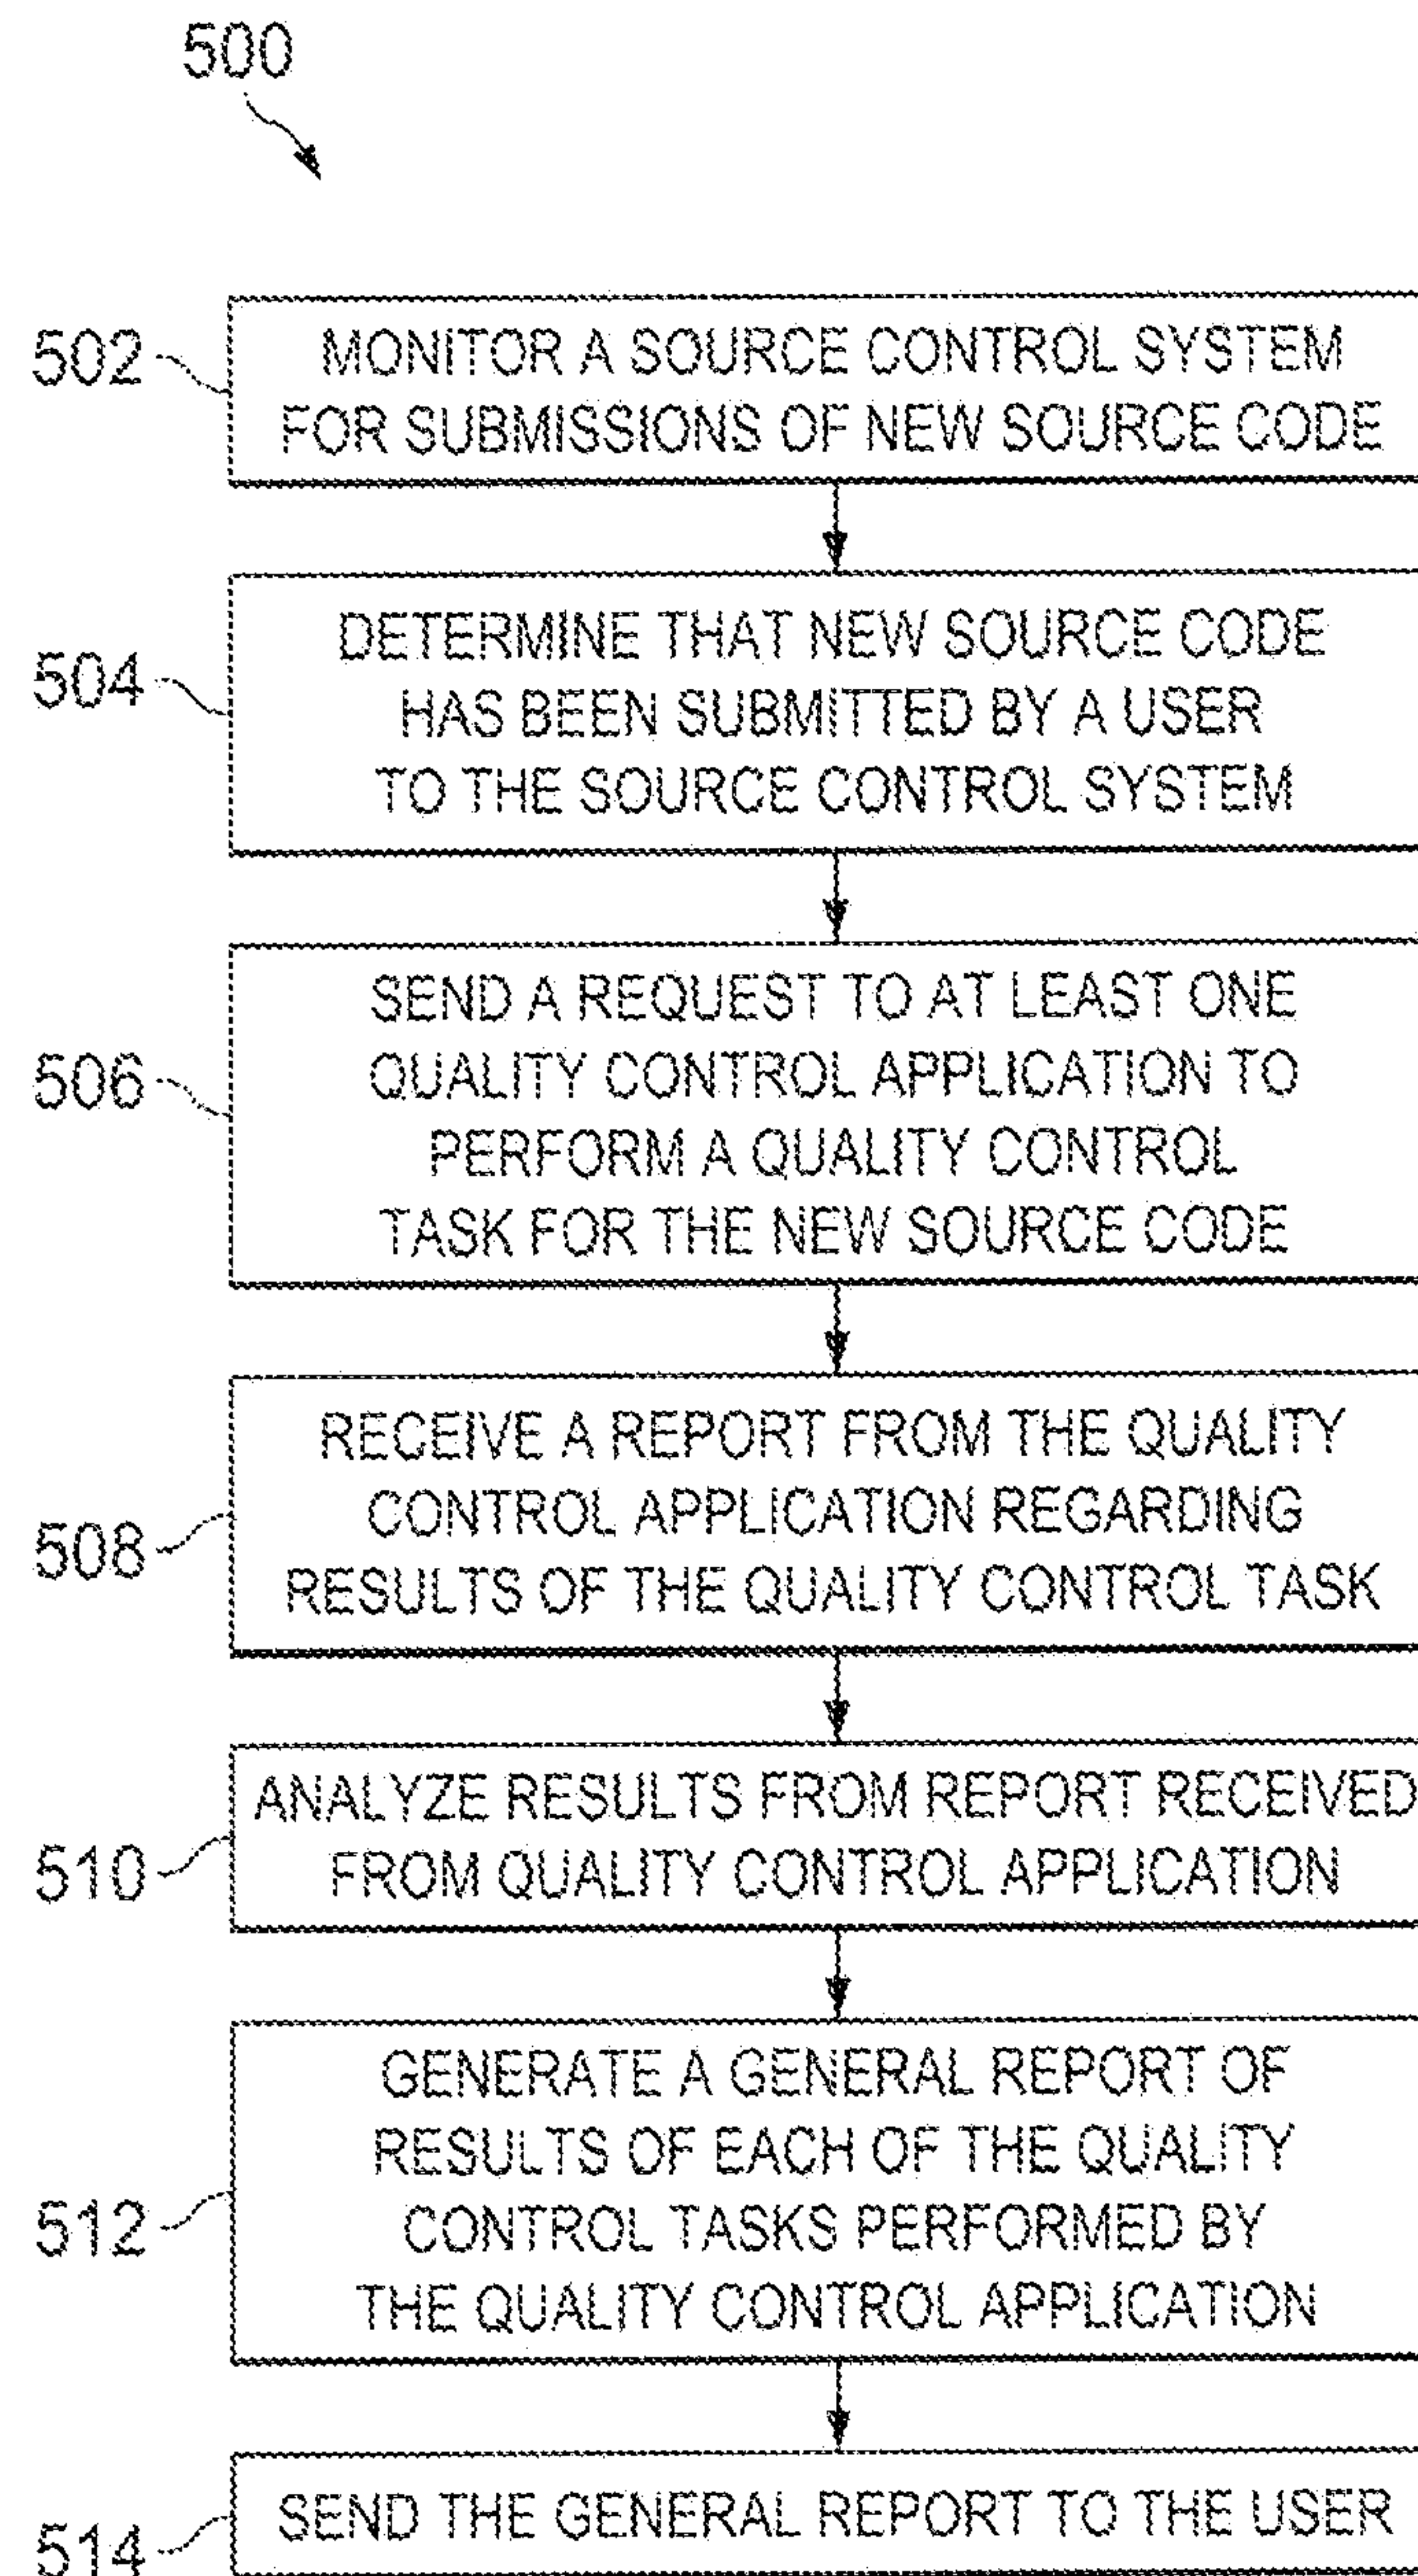 500
502
MONITOR A SOURCE CONTROL SYSTEM
FOR SUBMISSIONS OF NEW SOURCE CODE
504
DETERMINE THAT NEW SOURCE CODE
HAS BEEN SUBMITTED BY A USER
TO THE SOURCE CONTROL SYSTEM
506
SEND A REQUEST TO AT LEAST ONE
QUALITY CONTROL APPLICATION TO
PERFORM A QUALITY CONTROL
TASK FOR THE NEW SOURCE CODE
508
RECEIVE A REPORT FROM THE QUALITY
CONTROL APPLICATION REGARDING
RESULTS OF THE QUALITY CONTROL TASK
510
ANALYZE RESULTS FROM REPORT RECEIVED
FROM QUALITY CONTROL APPLICATION
512
GENERATE A GENERAL REPORT OF
RESULTS OF EACH OF THE QUALITY
CONTROL TASKS PERFORMED BY
THE QUALITY CONTROL APPLICATION
514
SEND THE GENERAL REPORT TO THE USER